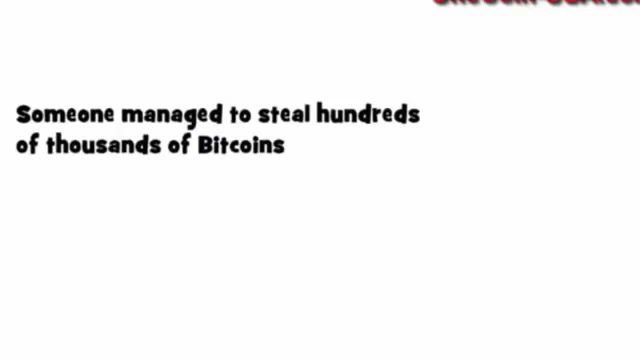 Someone managed to steal hundreds
of thousands of Bitcoins